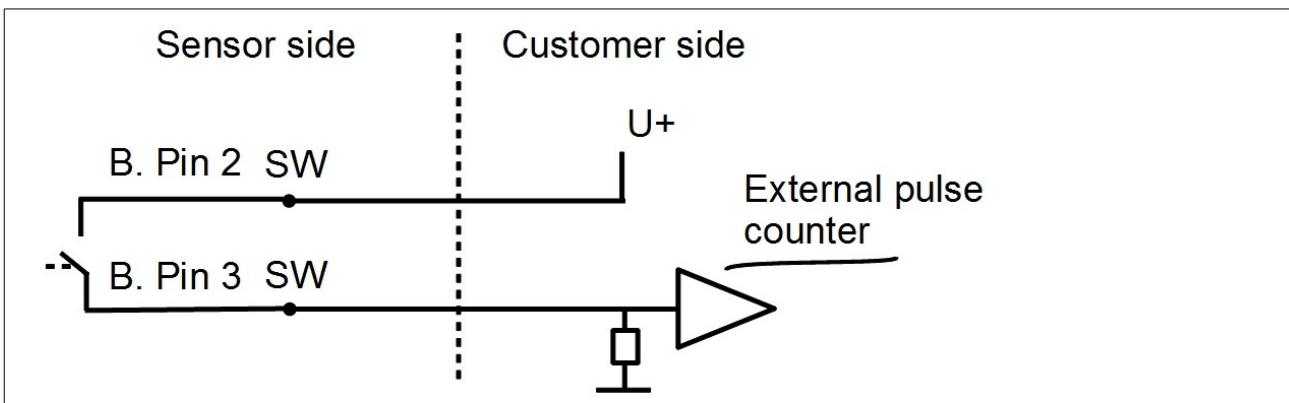 Sensor side
Customer side
U+
B. Pin 2 SW
External pulse
counter
B. Pin 3 SW